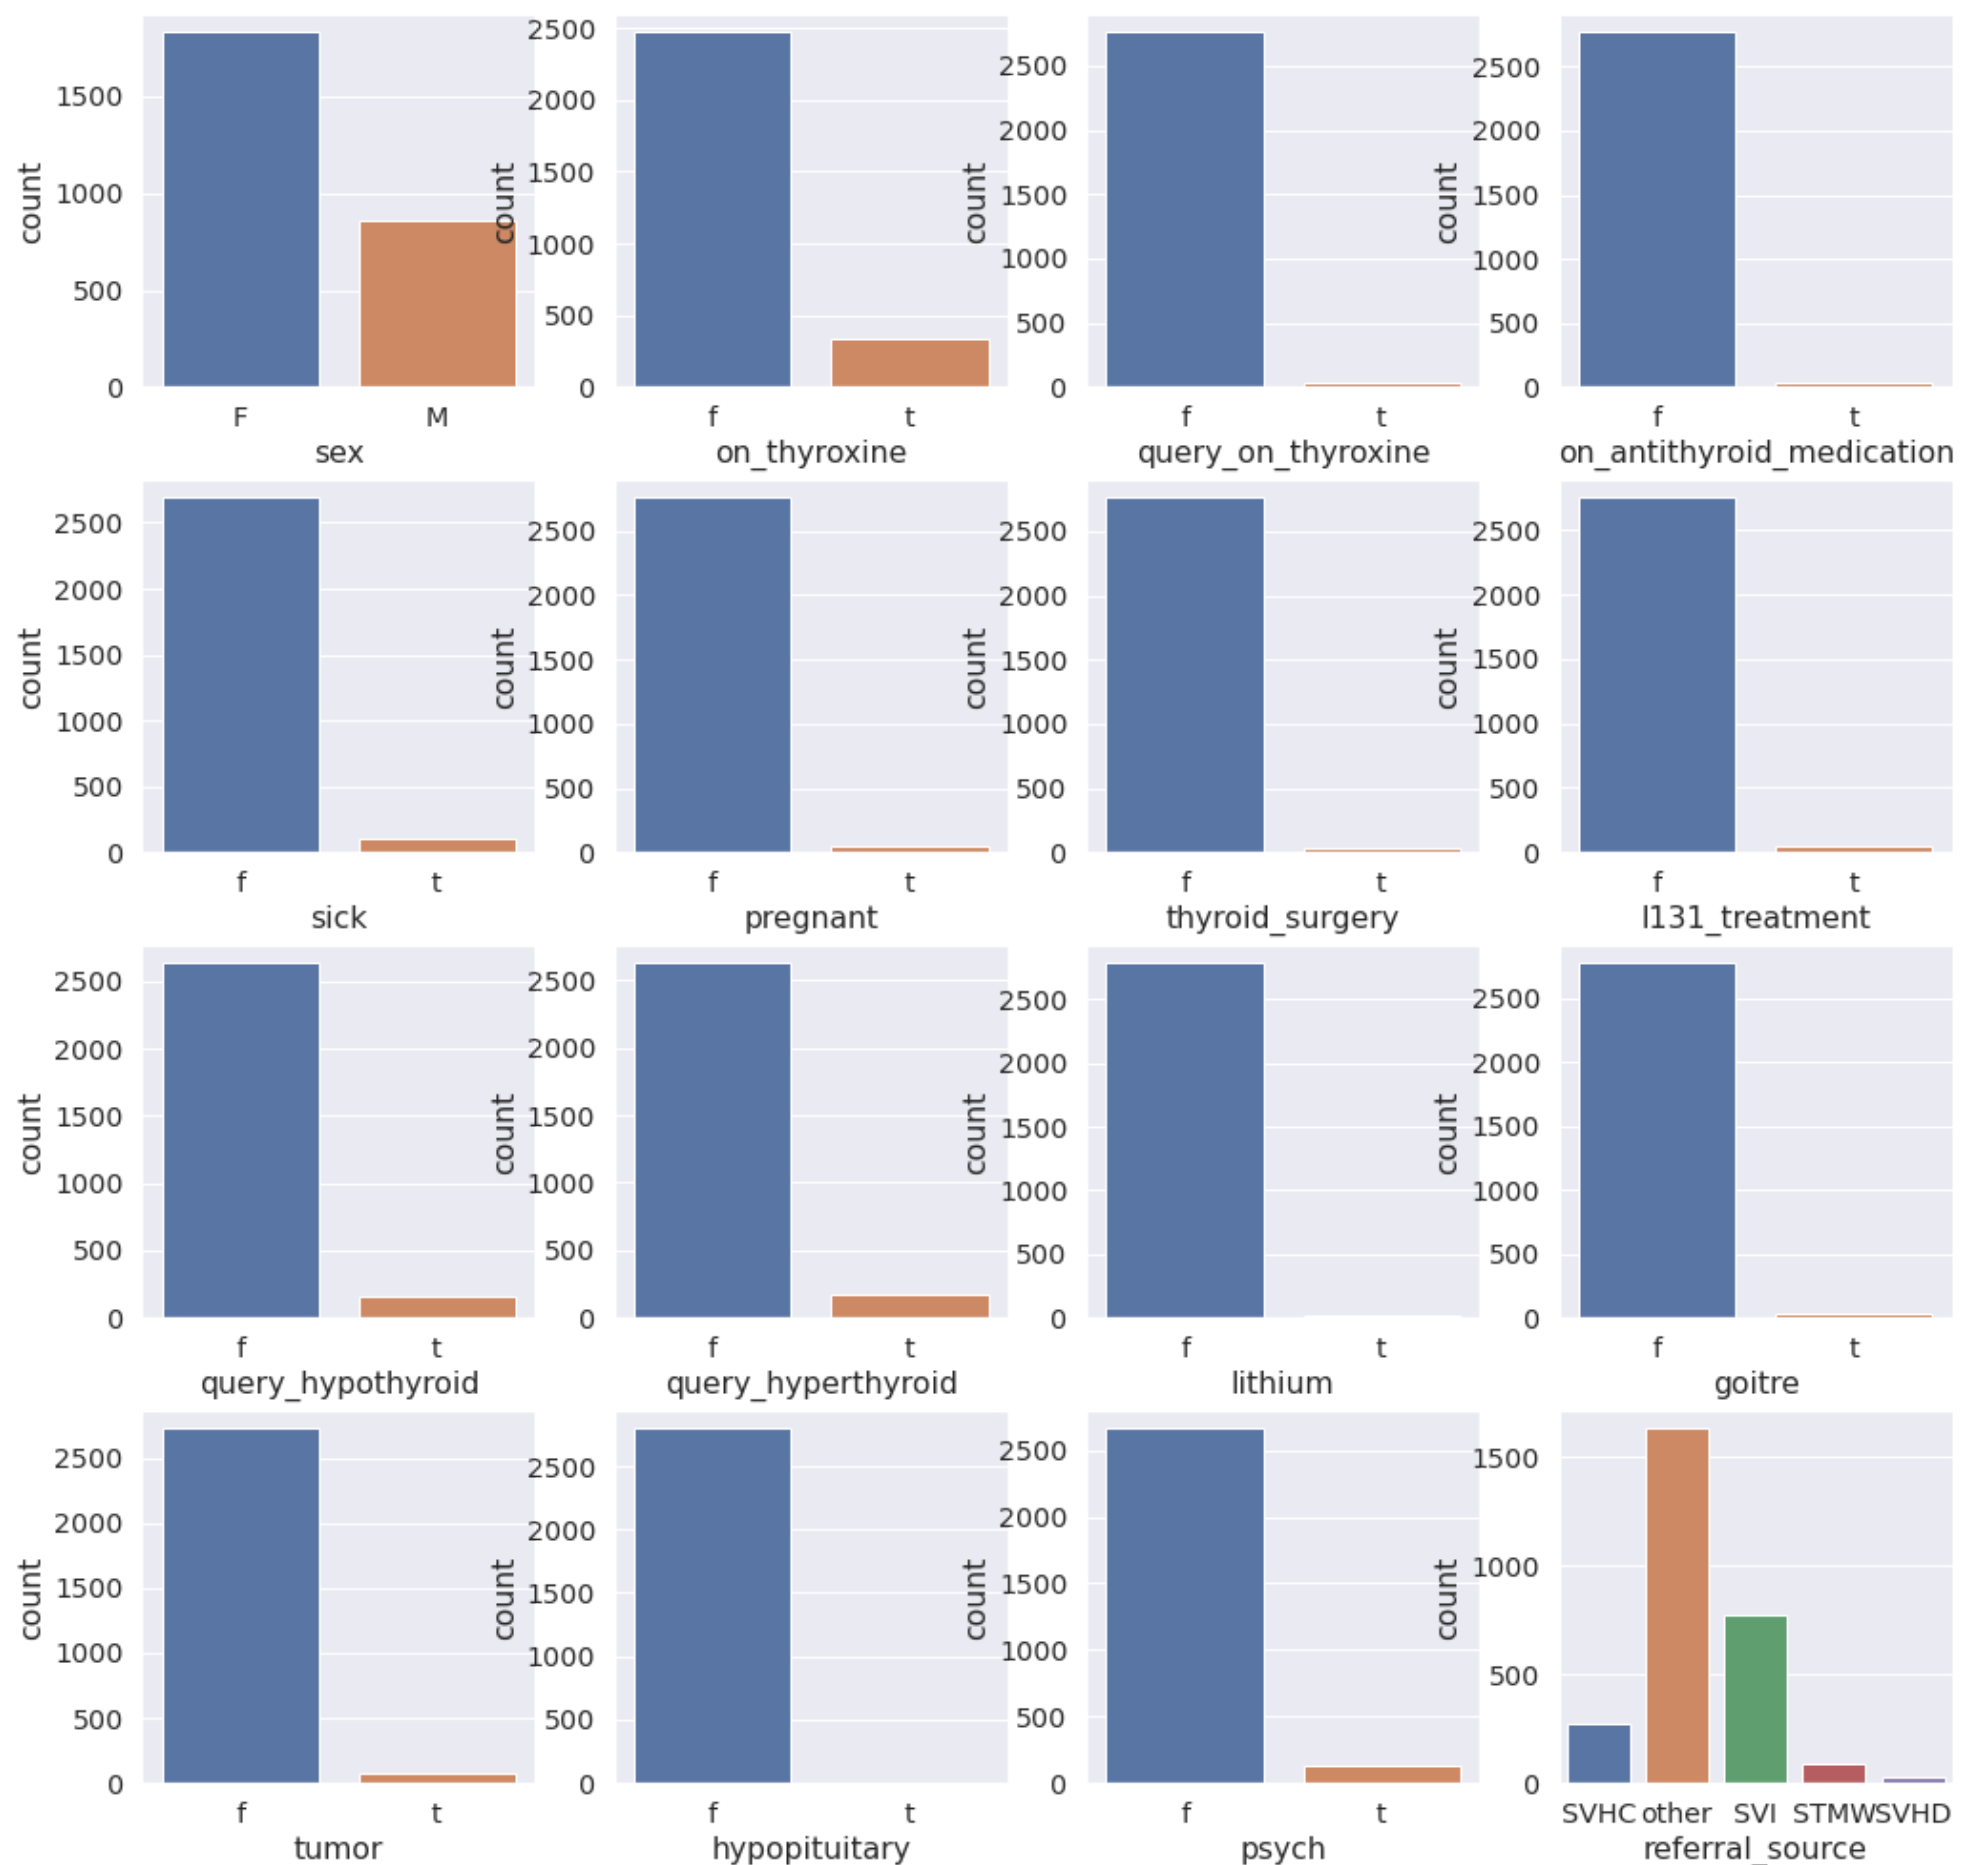 count
1500
1000
500
0
F M
sex
count
2500
2000
1500
1000
500
0
f t
on_thyroxine
count
2500
2000
1500
1000
500
0
f t
query_on_thyroxine
count
2500
2000
1500
1000
500
0
f t
on_antithyroid_medication
count
2500
2000
1500
1000
500
0
f t
sick
count
2500
2000
1500
1000
500
0
f t
pregnant
count
2500
2000
1500
1000
500
0
f t
thyroid_surgery
count
2500
2000
1500
1000
500
0
f t
I131_treatment
count
2500
2000
1500
1000
500
0
f t
query_hypothyroid
count
2500
2000
1500
1000
500
0
f t
query_hyperthyroid
count
2500
2000
1500
1000
500
0
f t
lithium
count
2500
2000
1500
1000
500
0
f t
goitre
count
2500
2000
1500
1000
500
0
f t
tumor
count
2500
2000
1500
1000
500
0
f t
hypopituitary
count
2500
2000
1500
1000
500
0
f t
psych
count
1500
1000
500
0
SVHC other SVI STMW SVHD
referral_source